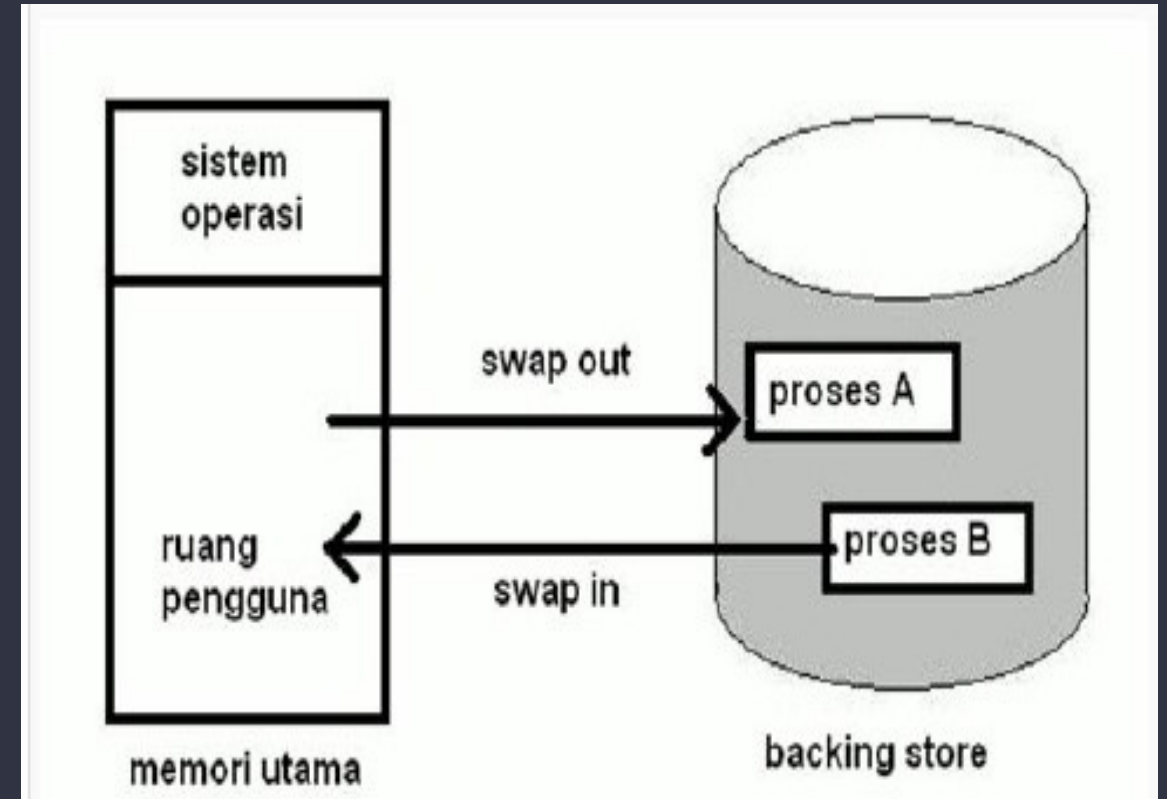 sistem
operasi
swap out
proses A
ruang
pengguna
proses B
swap in
memori utama
backing store